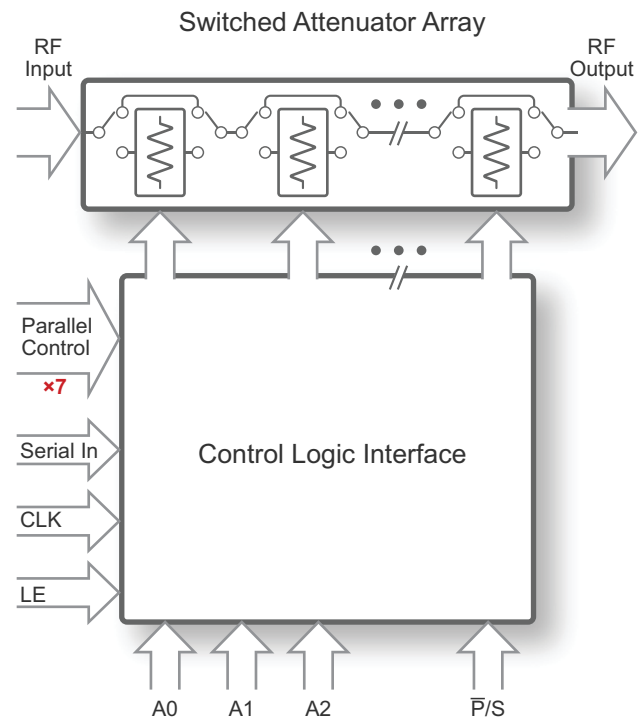 Switched Attenuator Array
RF
Input
RF
Output
Parallel
Control
×7
Serial In
CLK
LE
Control Logic Interface
A0
A1
A2
P̅/S